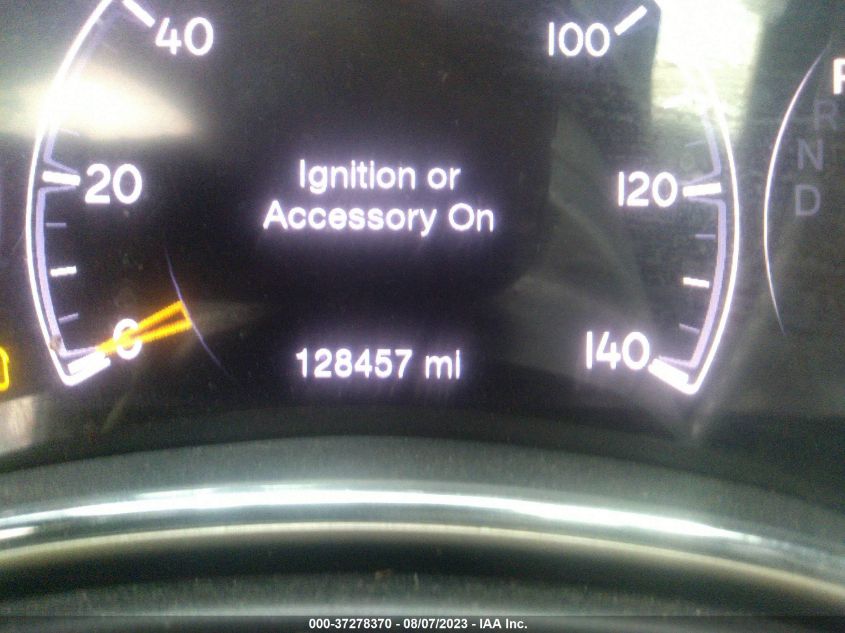 40
100
20
Ignition or
Accessory On
120
P
R
N
D
0
128457 mi
140
000-37278370 - 08/07/2023 - IAA Inc.